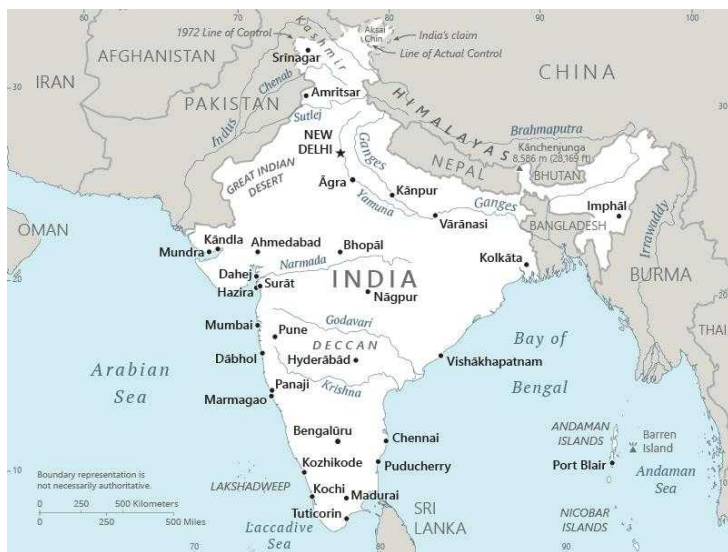 70
80
90
100
1972 Line of Control
Kashmir
Aksai
Chin
India's claim
Line of Actual Control
AFGHANISTAN
Srīnagar
CHINA
IRAN
30
Chenab
Amritsar
PAKISTAN
Indus
Sutlej
HIMALAYAS
NEW
DELHI
Ganges
Brahmaputra
Kānchenjunga
8,586 m (28,169 ft)
NEPAL
BHUTAN
GREAT INDIAN
DESERT
Āgra
Kānpur
Yamuna
Ganges
Vārānasi
Imphāl
BANGLADESH
Irrawaddy
OMAN
Kāndla
Mundra
Ahmedabad
Bhopāl
Kolkāta
BURMA
Narmada
20
Dahej
Surāt
Hazira
INDIA
Nāgpur
20
Mumbai
Pune
Godavari
DECCAN
Bay of
Bengal
THAI.
Dābhol
Hyderābād
Vishākhapatnam
Arabian
Sea
Krishna
Panaji
Marmagao
Bengalūru
Chennai
ANDAMAN
ISLANDS
Barren
Island
Kozhikode
Puducherry
Port Blair
Andaman
Sea
10
Boundary representation is
not necessarily authoritative.
LAKSHADWEEP
Kochi
Madurai
0 250 500 Kilometers
0 250 500 Miles
Tuticorin
SRI
LANKA
NICOBAR
ISLANDS
Laccadive
Sea
70
80
90